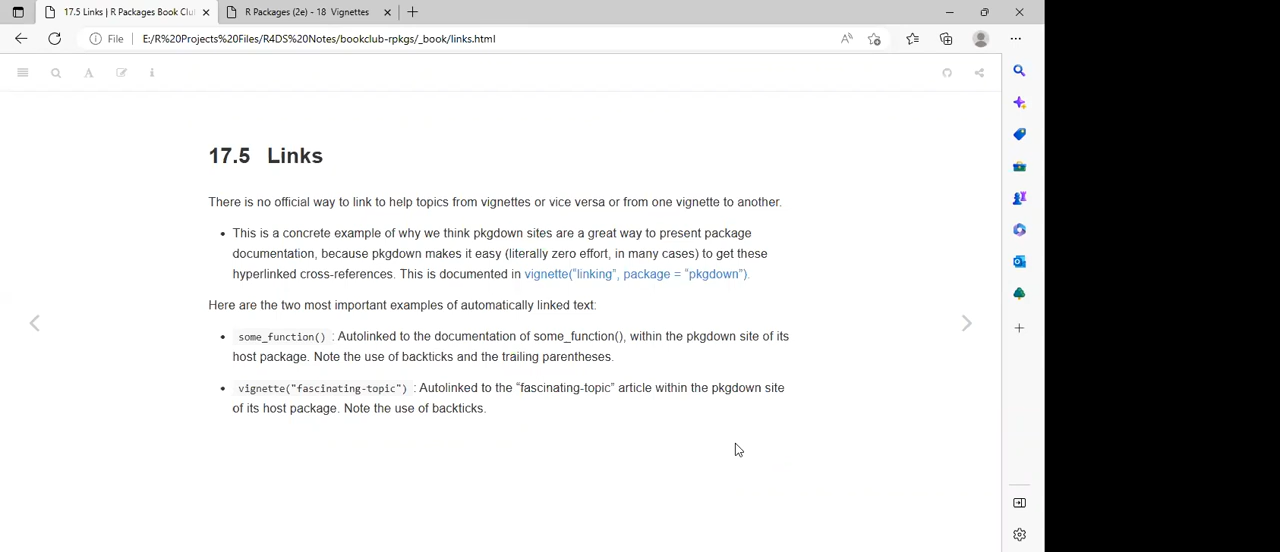 17.5 Links | R Packages Book Clu
R Packages (2e) - 18 Vignettes
File
E:/R%20Projects%20Files/R4DS%20Notes/bookclub-rpkgs/_book/links.html
17.5 Links
There is no official way to link to help topics from vignettes or vice versa or from one vignette to another.
This is a concrete example of why we think pkgdown sites are a great way to present package
documentation, because pkgdown makes it easy (literally zero effort, in many cases) to get these
hyperlinked cross-references. This is documented in vignette(“linking”, package = “pkgdown”).
Here are the two most important examples of automatically linked text:
some_function() : Autolinked to the documentation of some_function(), within the pkgdown site of its
host package. Note the use of backticks and the trailing parentheses.
vignette("fascinating-topic") : Autolinked to the “fascinating-topic” article within the pkgdown site
of its host package. Note the use of backticks.